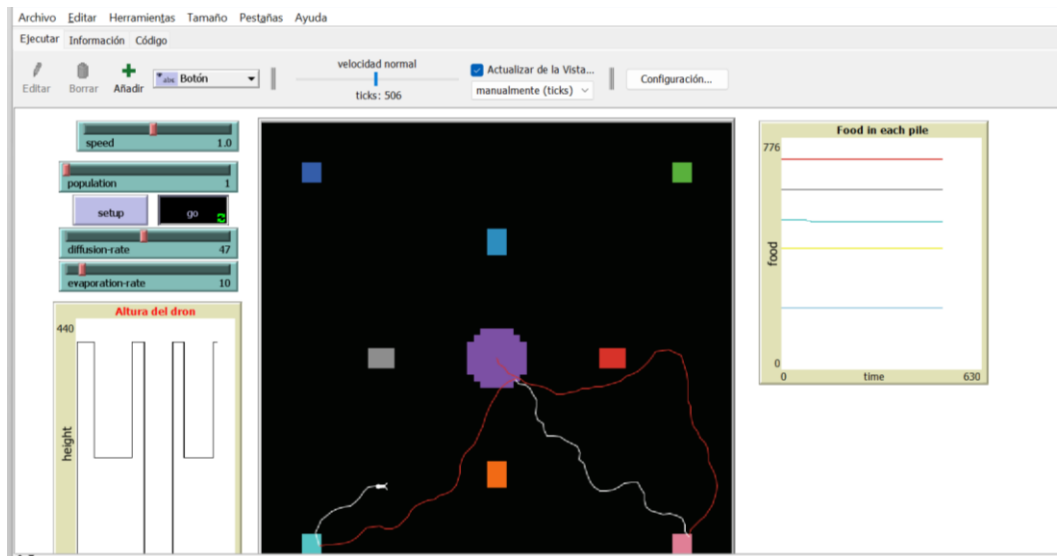 Archivo Editar Herramientas Tamaño Pestañas Ayuda
Ejecutar Información Código
Editar Borrar Añadir abc Botón
velocidad normal
ticks: 506
Actualizar de la Vista...
manualmente (ticks)
Configuración...
speed 1.0
population 1
setup go
diffusion-rate 47
evaporation-rate 10
Altura del dron
440
height
Food in each pile
776
food
0
0 time 630